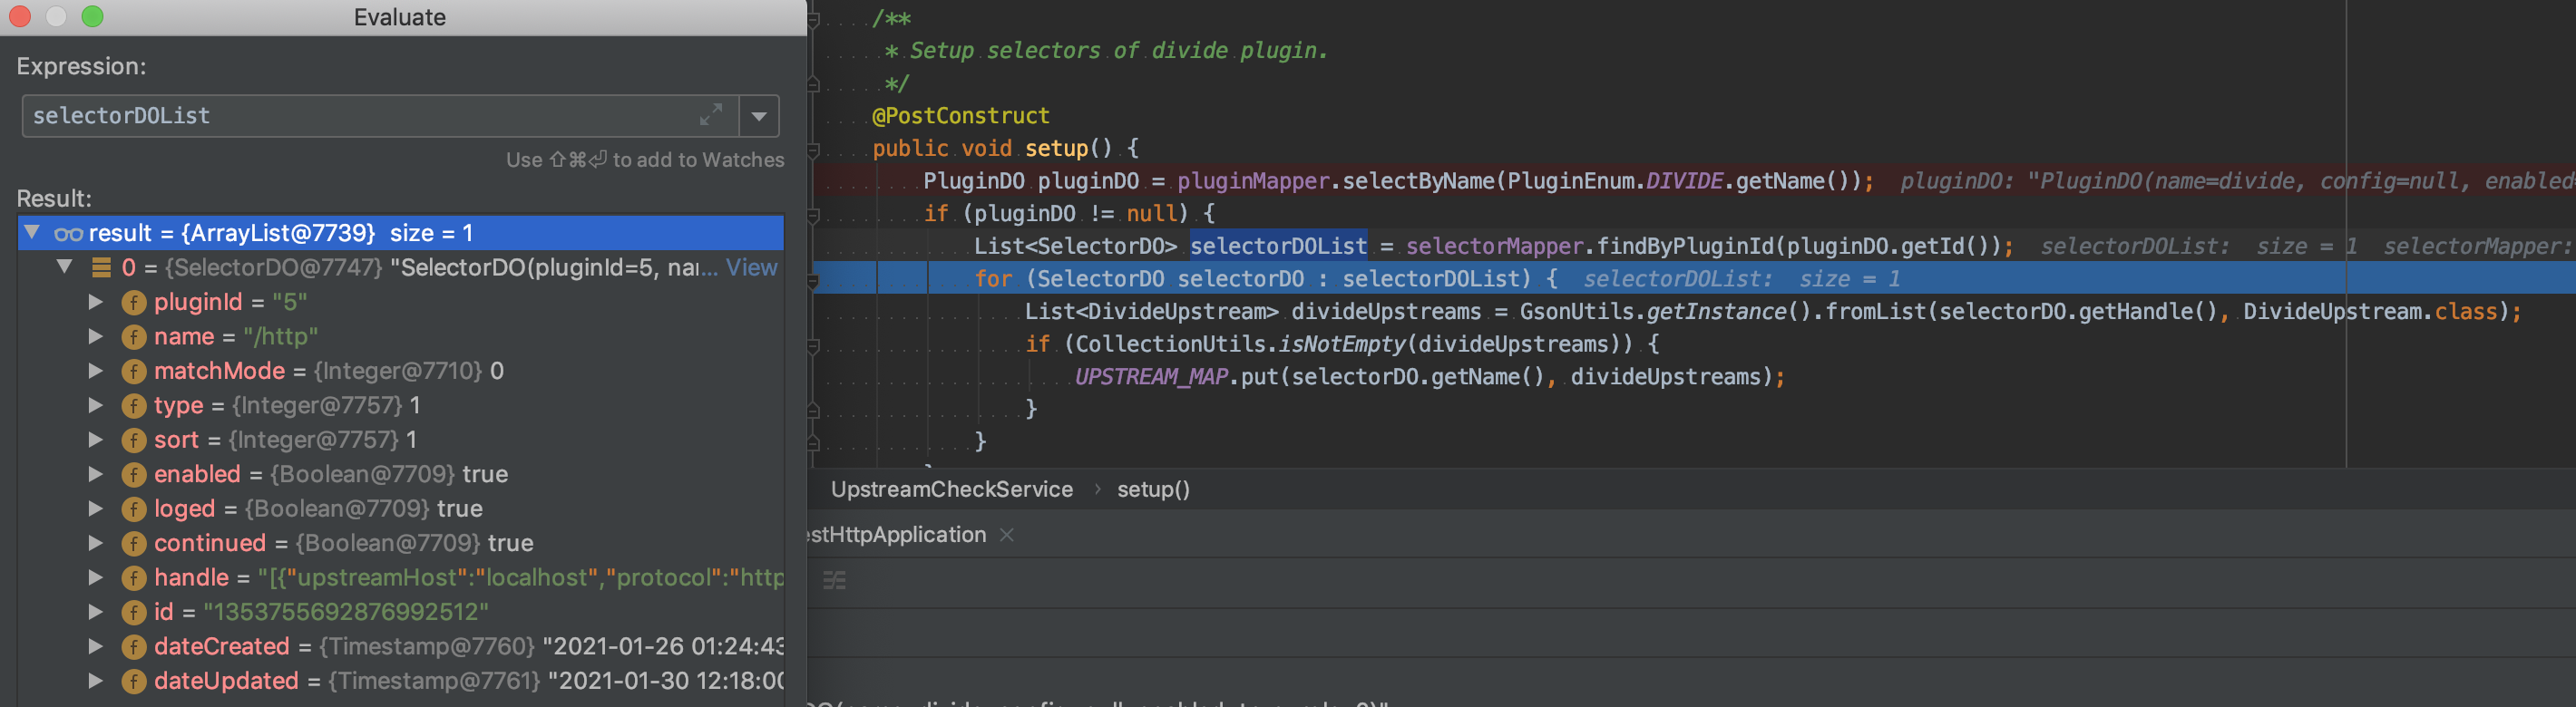 Evaluate
Expression:
selectorDOList
Use ⇧⌘⏎ to add to Watches
Result:
result = {ArrayList@7739} size = 1
0 = {SelectorDO@7747} "SelectorDO(pluginId=5, nar... View
pluginId = "5"
name = "/http"
matchMode = {Integer@7710} 0
type = {Integer@7757} 1
sort = {Integer@7757} 1
enabled = {Boolean@7709} true
loged = {Boolean@7709} true
continued = {Boolean@7709} true
handle = "[{"upstreamHost":"localhost","protocol":"http
id = "1353755692876992512"
dateCreated = {Timestamp@7760} "2021-01-26 01:24:43
dateUpdated = {Timestamp@7761} "2021-01-30 12:18:00
/**
* Setup selectors of divide plugin.
*/
@PostConstruct
public void setup() {
PluginDO pluginDO = pluginMapper.selectByName(PluginEnum.DIVIDE.getName()); pluginDO: "PluginDO(name=divide, config=null, enabled=
if (pluginDO != null) {
List<SelectorDO> selectorDOList = selectorMapper.findByPluginId(pluginDO.getId()); selectorDOList: size = 1 selectorMapper:
for (SelectorDO selectorDO : selectorDOList) { selectorDOList: size = 1
List<DivideUpstream> divideUpstreams = GsonUtils.getInstance().fromList(selectorDO.getHandle(), DivideUpstream.class);
if (CollectionUtils.isNotEmpty(divideUpstreams)) {
UPSTREAM_MAP.put(selectorDO.getName(), divideUpstreams);
}
}
UpstreamCheckService › setup()
estHttpApplication ×